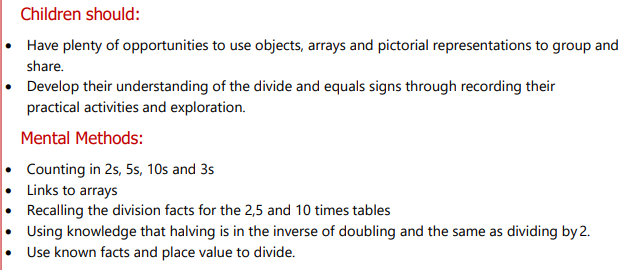 Children should:
• Have plenty of opportunities to use objects, arrays and pictorial representations to group and
share.
• Develop their understanding of the divide and equals signs through recording their
practical activities and exploration.
Mental Methods:
• Counting in 2s, 5s, 10s and 3s
• Links to arrays
• Recalling the division facts for the 2,5 and 10 times tables
• Using knowledge that halving is in the inverse of doubling and the same as dividing by 2.
• Use known facts and place value to divide.